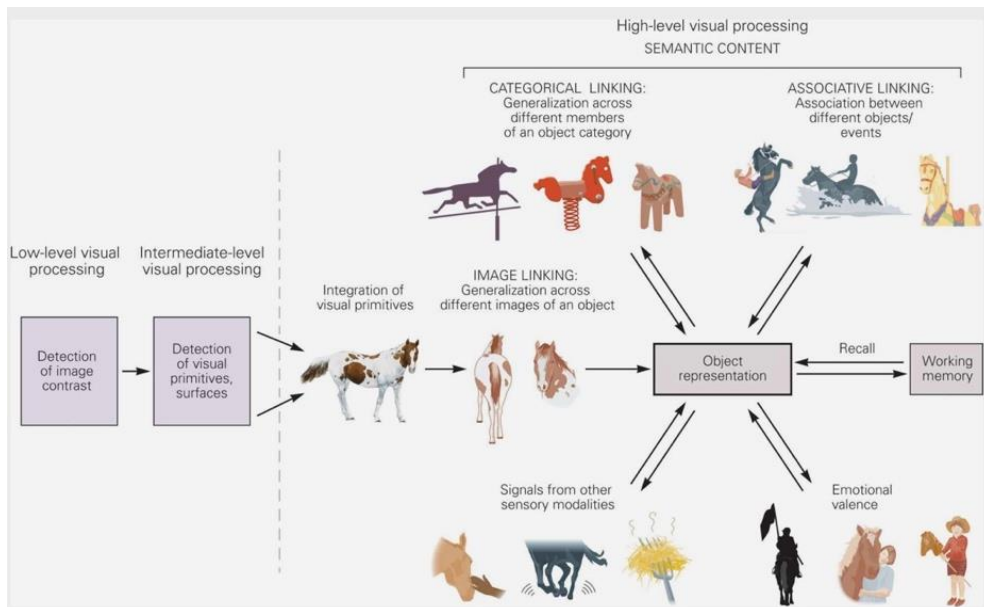 High-level visual processing
SEMANTIC CONTENT
CATEGORICAL LINKING:
Generalization across
different members
of an object category
ASSOCIATIVE LINKING:
Association between
different objects/
events
Low-level visual
processing
Intermediate-level
visual processing
Integration of
visual primitives
IMAGE LINKING:
Generalization across
different images of an object
Detection
of image
contrast
Detection
of visual
primitives,
surfaces
Object
representation
Recall
Working
memory
Signals from other
sensory modalities
Emotional
valence